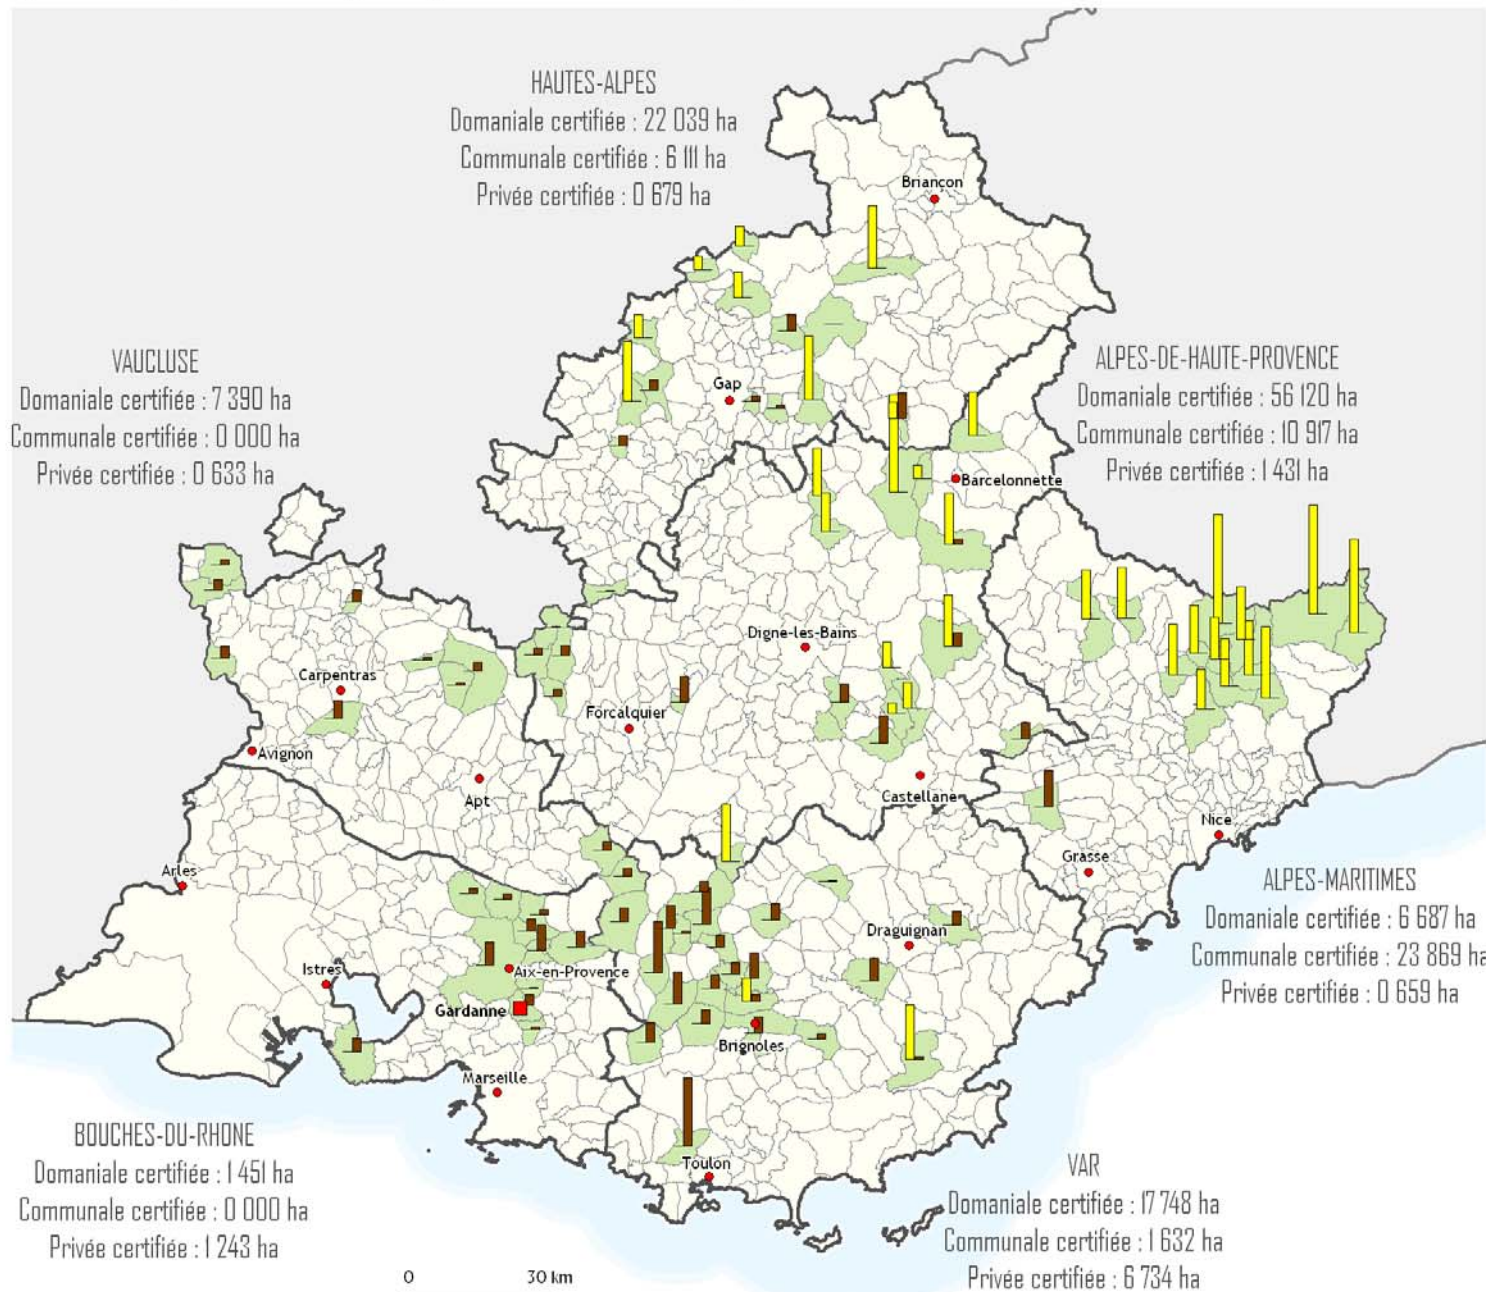 HAUTES-ALPES
Domaniale certifiée : 22 039 ha
Communale certifiée : 6 111 ha
Privée certifiée : 0 679 ha
Briançon
VAUCLUSE
Domaniale certifiée : 7 390 ha
Communale certifiée : 0 000 ha
Privée certifiée : 0 633 ha
Gap
ALPES-DE-HAUTE-PROVENCE
Domaniale certifiée : 56 120 ha
Communale certifiée : 10 917 ha
Privée certifiée : 1 431 ha
Barcelonnette
Digne-les-Bains
Carpentras
Forcalquier
Avignon
Apt
Castellane
Nice
Grasse
Arles
ALPES-MARITIMES
Domaniale certifiée : 6 687 ha
Communale certifiée : 23 869 ha
Privée certifiée : 0 659 ha
Draguignan
Istres
Aix-en-Provence
Gardanne
Brignoles
Marseille
BOUCHES-DU-RHONE
Domaniale certifiée : 1 451 ha
Communale certifiée : 0 000 ha
Privée certifiée : 1 243 ha
Toulon
VAR
Domaniale certifiée : 17 748 ha
Communale certifiée : 1 632 ha
Privée certifiée : 6 734 ha
0 30 km